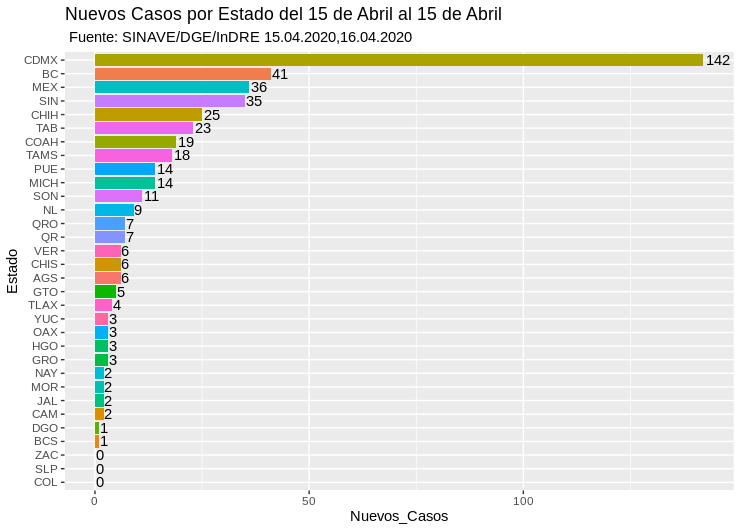 Nuevos Casos por Estado del 15 de Abril al 15 de Abril
Fuente: SINAVE/DGE/InDRE 15.04.2020,16.04.2020
Estado
CDMX 142
BC 41
MEX 36
SIN 35
CHIH 25
TAB 23
COAH 19
TAMS 18
PUE 14
MICH 14
SON 11
NL 9
QRO 7
QR 7
VER 6
CHIS 6
AGS 6
GTO 5
TLAX 4
YUC 3
OAX 3
HGO 3
GRO 3
NAY 2
MOR 2
JAL 2
CAM 2
DGO 1
BCS 1
ZAC 0
SLP 0
COL 0
0 50 100
Nuevos_Casos